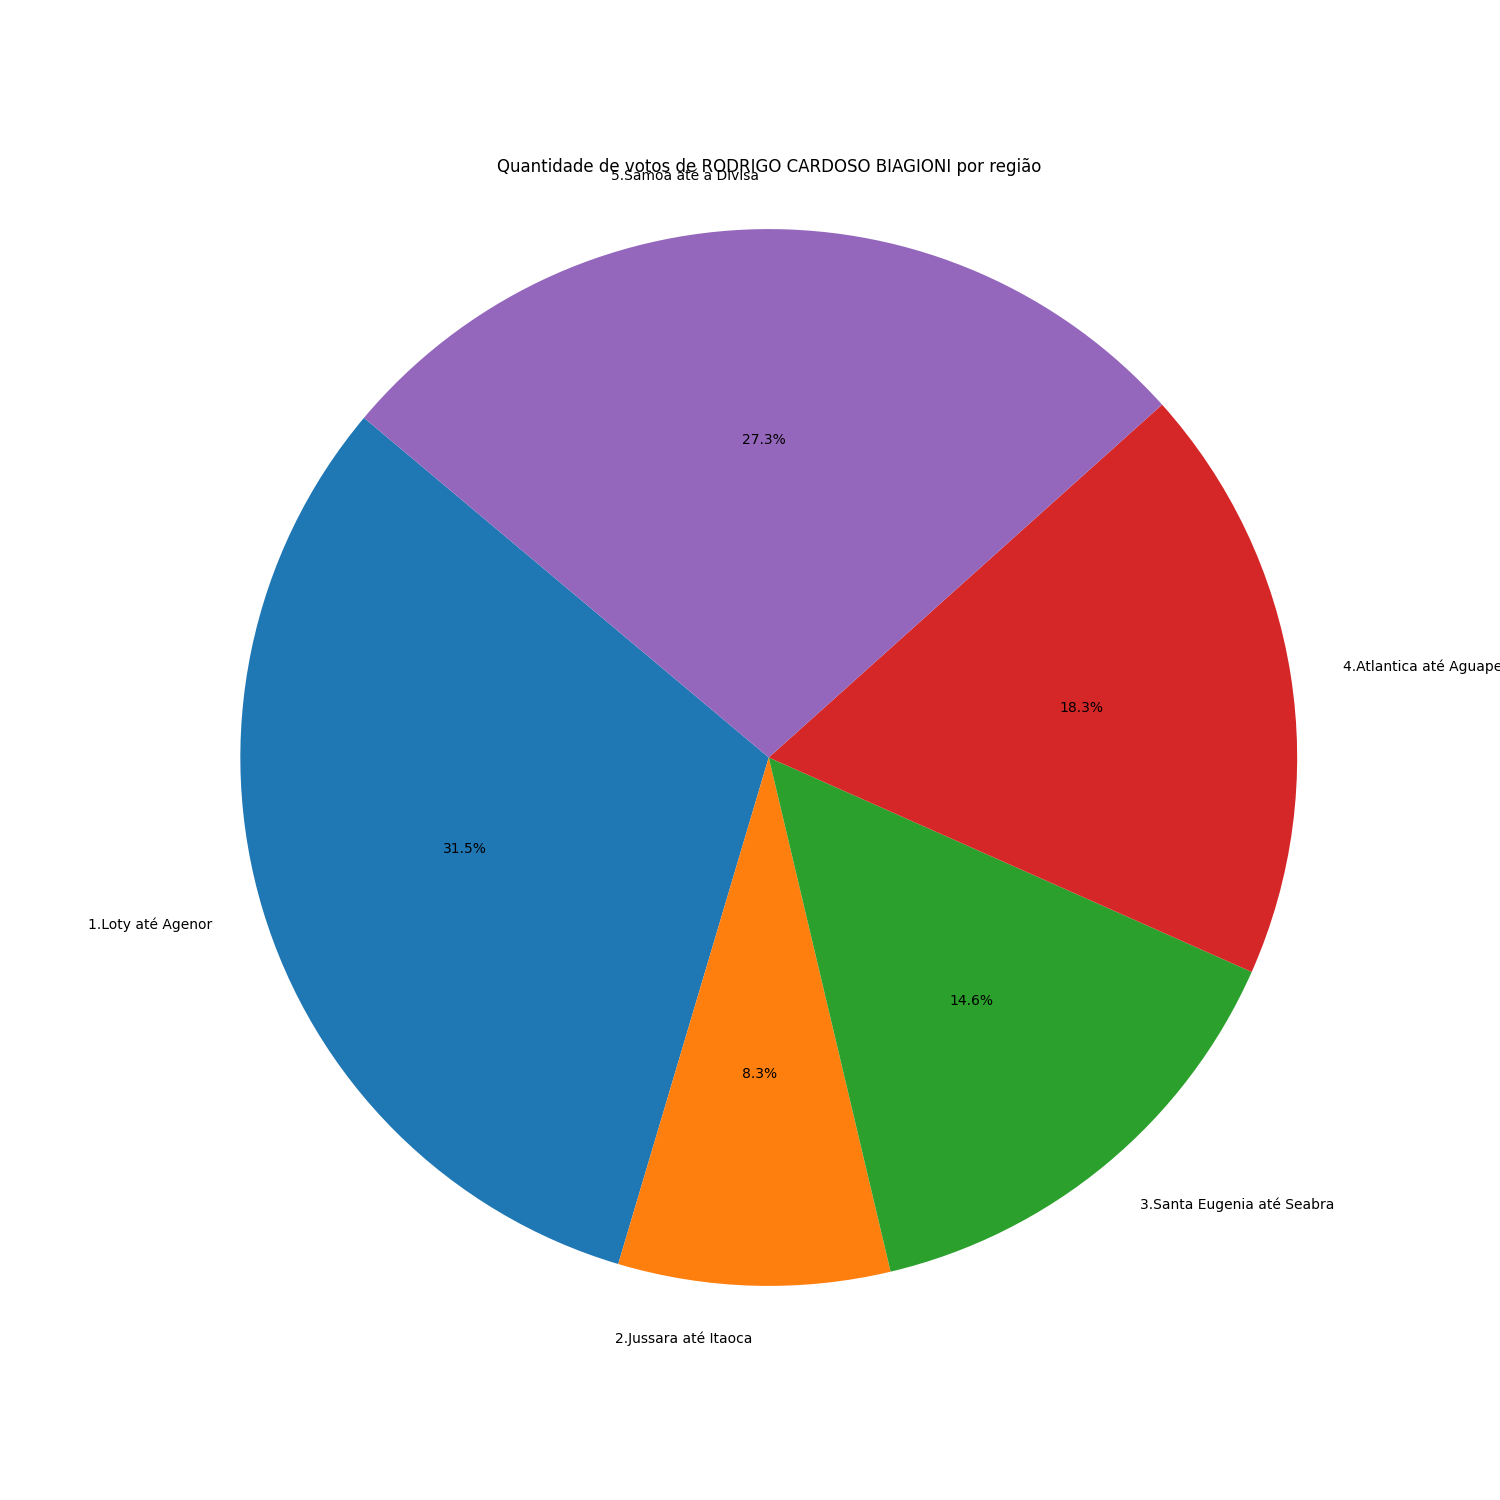 Quantidade de votos de RODRIGO CARDOSO BIAGIONI por região
5.Samoa até a Divisa
27.3%
4.Atlantica até Aguape
18.3%
31.5%
1.Loty até Agenor
14.6%
8.3%
3.Santa Eugenia até Seabra
2.Jussara até Itaoca